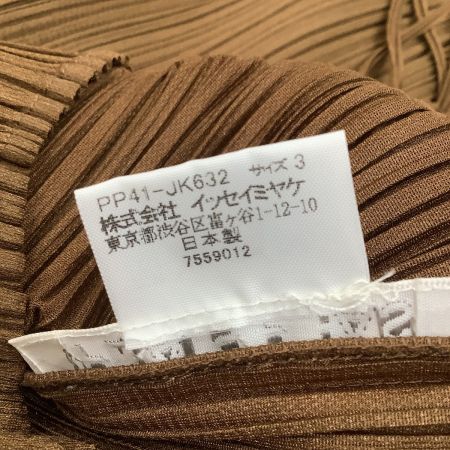 PP41-JK632 サイズ 3
株式会社 イッセイミヤケ
東京都渋谷区富ヶ谷1-12-10
日本製
7559012